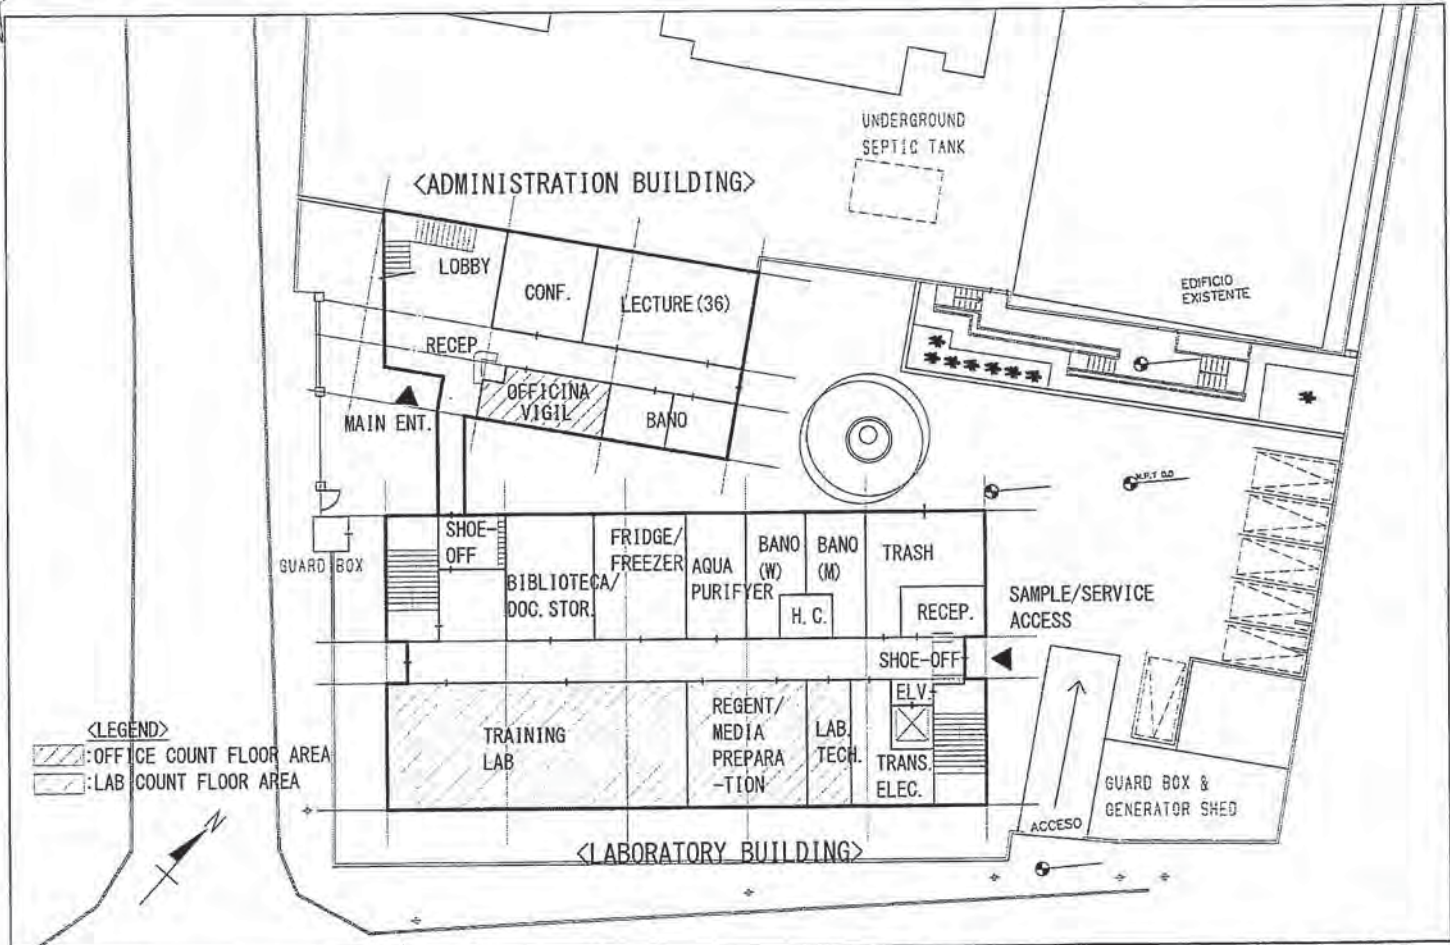 UNDERGROUND
SEPTIC TANK
<ADMINISTRATION BUILDING>
LOBBY
CONF.
LECTURE(36)
EDIFICIO
EXISTENTE
RECEP
OFFICINA
VIGIL
BANO
MAIN ENT.
N.P.T 0.0
GUARD BOX
SHOE-
OFF
BIBLIOTECA/
DOC. STOR.
FRIDGE/
FREEZER
AQUA
PURIFYER
BANO
(W)
BANO
(M)
H. C.
TRASH
RECEP.
SAMPLE/SERVICE
ACCESS
SHOE-OFF
TRAINING
LAB
REGENT/
MEDIA
PREPARA
-TION
LAB.
TECH.
ELV.
TRANS.
ELEC.
GUARD BOX &
GENERATOR SHED
ACCESO
<LEGEND>
:OFFICE COUNT FLOOR AREA
:LAB COUNT FLOOR AREA
N
<LABORATORY BUILDING>